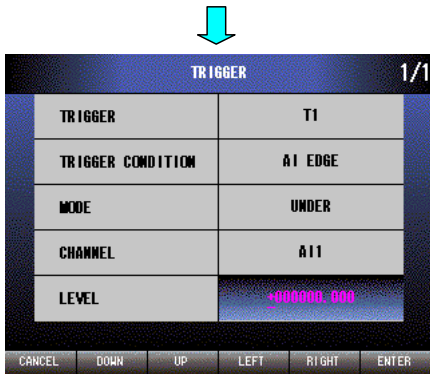 TRIGGER 1/1
TRIGGER T1
TRIGGER CONDITION AI EDGE
MODE UNDER
CHANNEL AI1
LEVEL +000000.000
CANCEL DOWN UP LEFT RIGHT ENTER